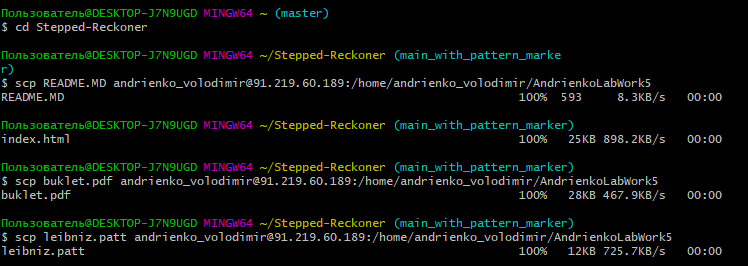 Пользователь@DESKTOP-J7N9UGD MINGW64 ~ (master)
$ cd Stepped-Reckoner
Пользователь@DESKTOP-J7N9UGD MINGW64 ~/Stepped-Reckoner (main_with_pattern_marke
r)
$ scp README.MD andrienko_volodimir@91.219.60.189:/home/andrienko_volodimir/AndrienkoLabWork5
README.MD 100% 593 8.3KB/s 00:00
Пользователь@DESKTOP-J7N9UGD MINGW64 ~/Stepped-Reckoner (main_with_pattern_marker)
index.html 100% 25KB 898.2KB/s 00:00
Пользователь@DESKTOP-J7N9UGD MINGW64 ~/Stepped-Reckoner (main_with_pattern_marker)
$ scp buklet.pdf andrienko_volodimir@91.219.60.189:/home/andrienko_volodimir/AndrienkoLabWork5
buklet.pdf 100% 28KB 467.9KB/s 00:00
Пользователь@DESKTOP-J7N9UGD MINGW64 ~/Stepped-Reckoner (main_with_pattern_marker)
$ scp leibniz.patt andrienko_volodimir@91.219.60.189:/home/andrienko_volodimir/AndrienkoLabWork5
leibniz.patt 100% 12KB 725.7KB/s 00:00